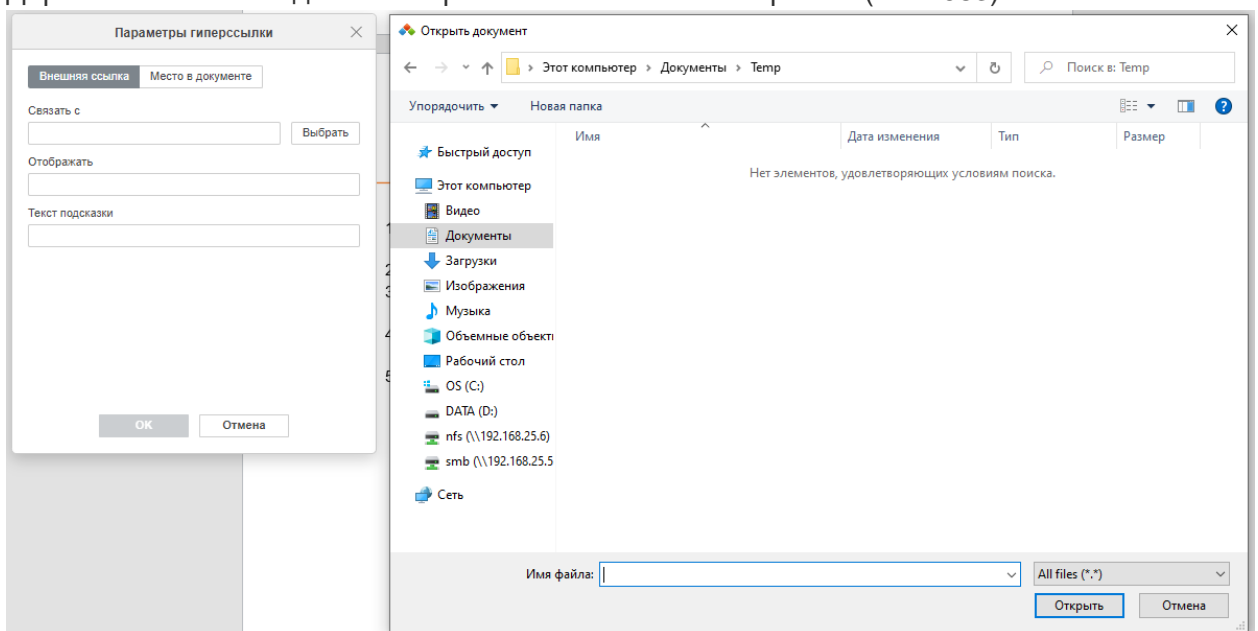 Параметры гиперссылки
Внешняя ссылка Место в документе
Связать с
Выбрать
Отображать
Текст подсказки
ОК Отмена
Открыть документ
Этот компьютер › Документы › Temp
Поиск в: Temp
Упорядочить Новая папка
Имя Дата изменения Тип Размер
Нет элементов, удовлетворяющих условиям поиска.
Быстрый доступ
Этот компьютер
Видео
Документы
Загрузки
Изображения
Музыка
Объемные объект
Рабочий стол
OS (C:)
DATA (D:)
nfs (\\192.168.25.6)
smb (\\192.168.25.5
Сеть
Имя файла:
All files (*.*)
Открыть Отмена